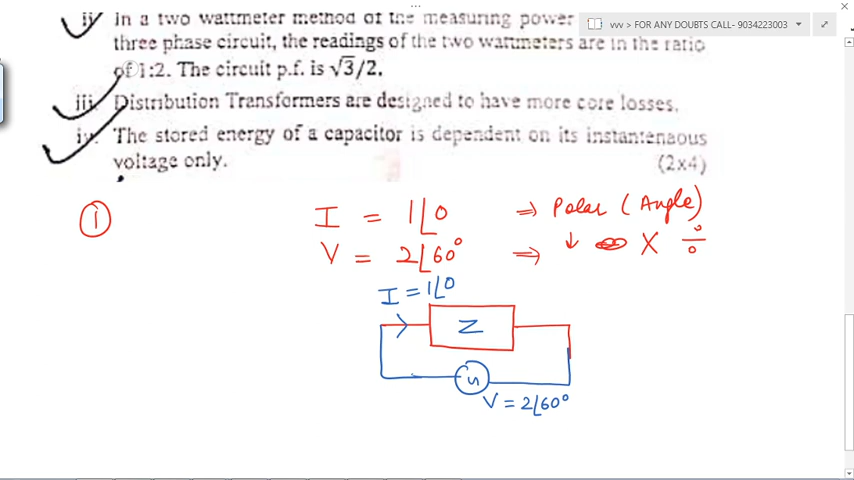 vvv > FOR ANY DOUBTS CALL - 9034223003
ii. In a two wattmeter method of the measuring power
three phase circuit, the readings of the two wattmeters are in the ratio
of 1:2. The circuit p.f. is √3/2.
iii. Distribution Transformers are designed to have more core losses.
iv. The stored energy of a capacitor is dependent on its instantenaous
voltage only. (2x4)
① I = 1∠0 ⇒ Polar (Angle)
V = 2∠60° ⇒ ↓ X ÷
I = 1∠0
Z
V = 2∠60°